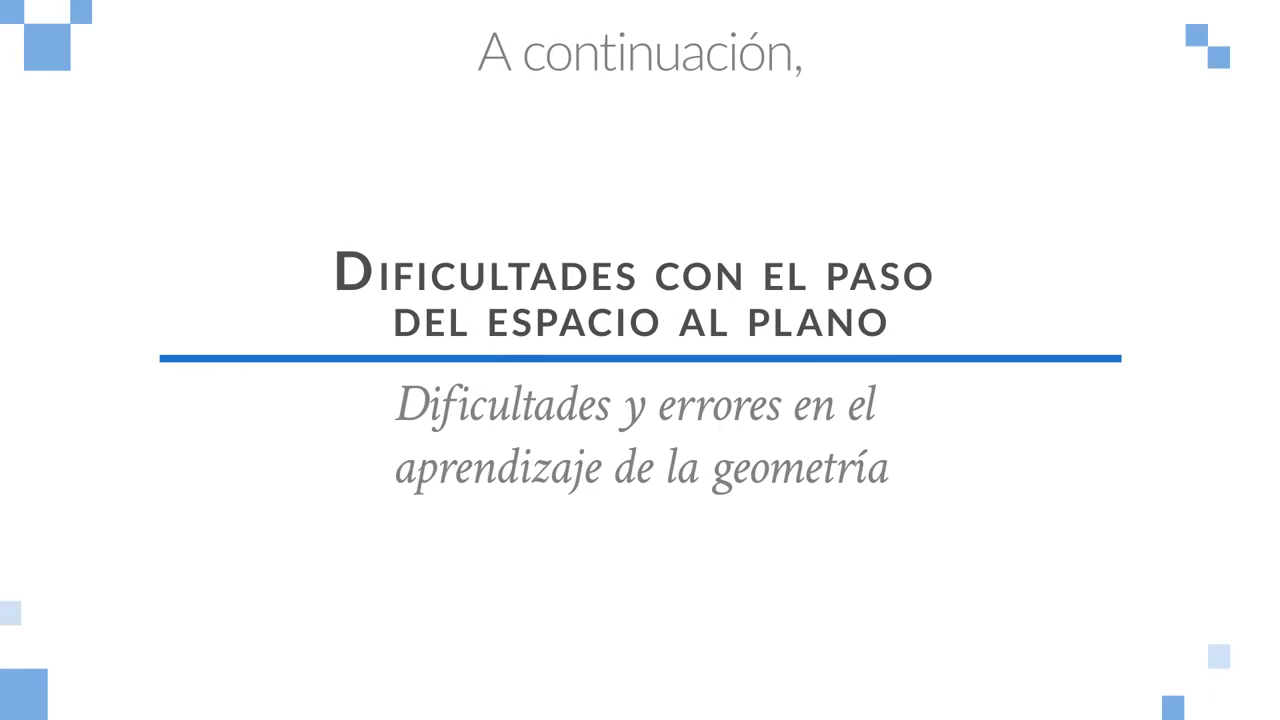 A continuación,
Dificultades con el paso
del espacio al plano
Dificultades y errores en el
aprendizaje de la geometría